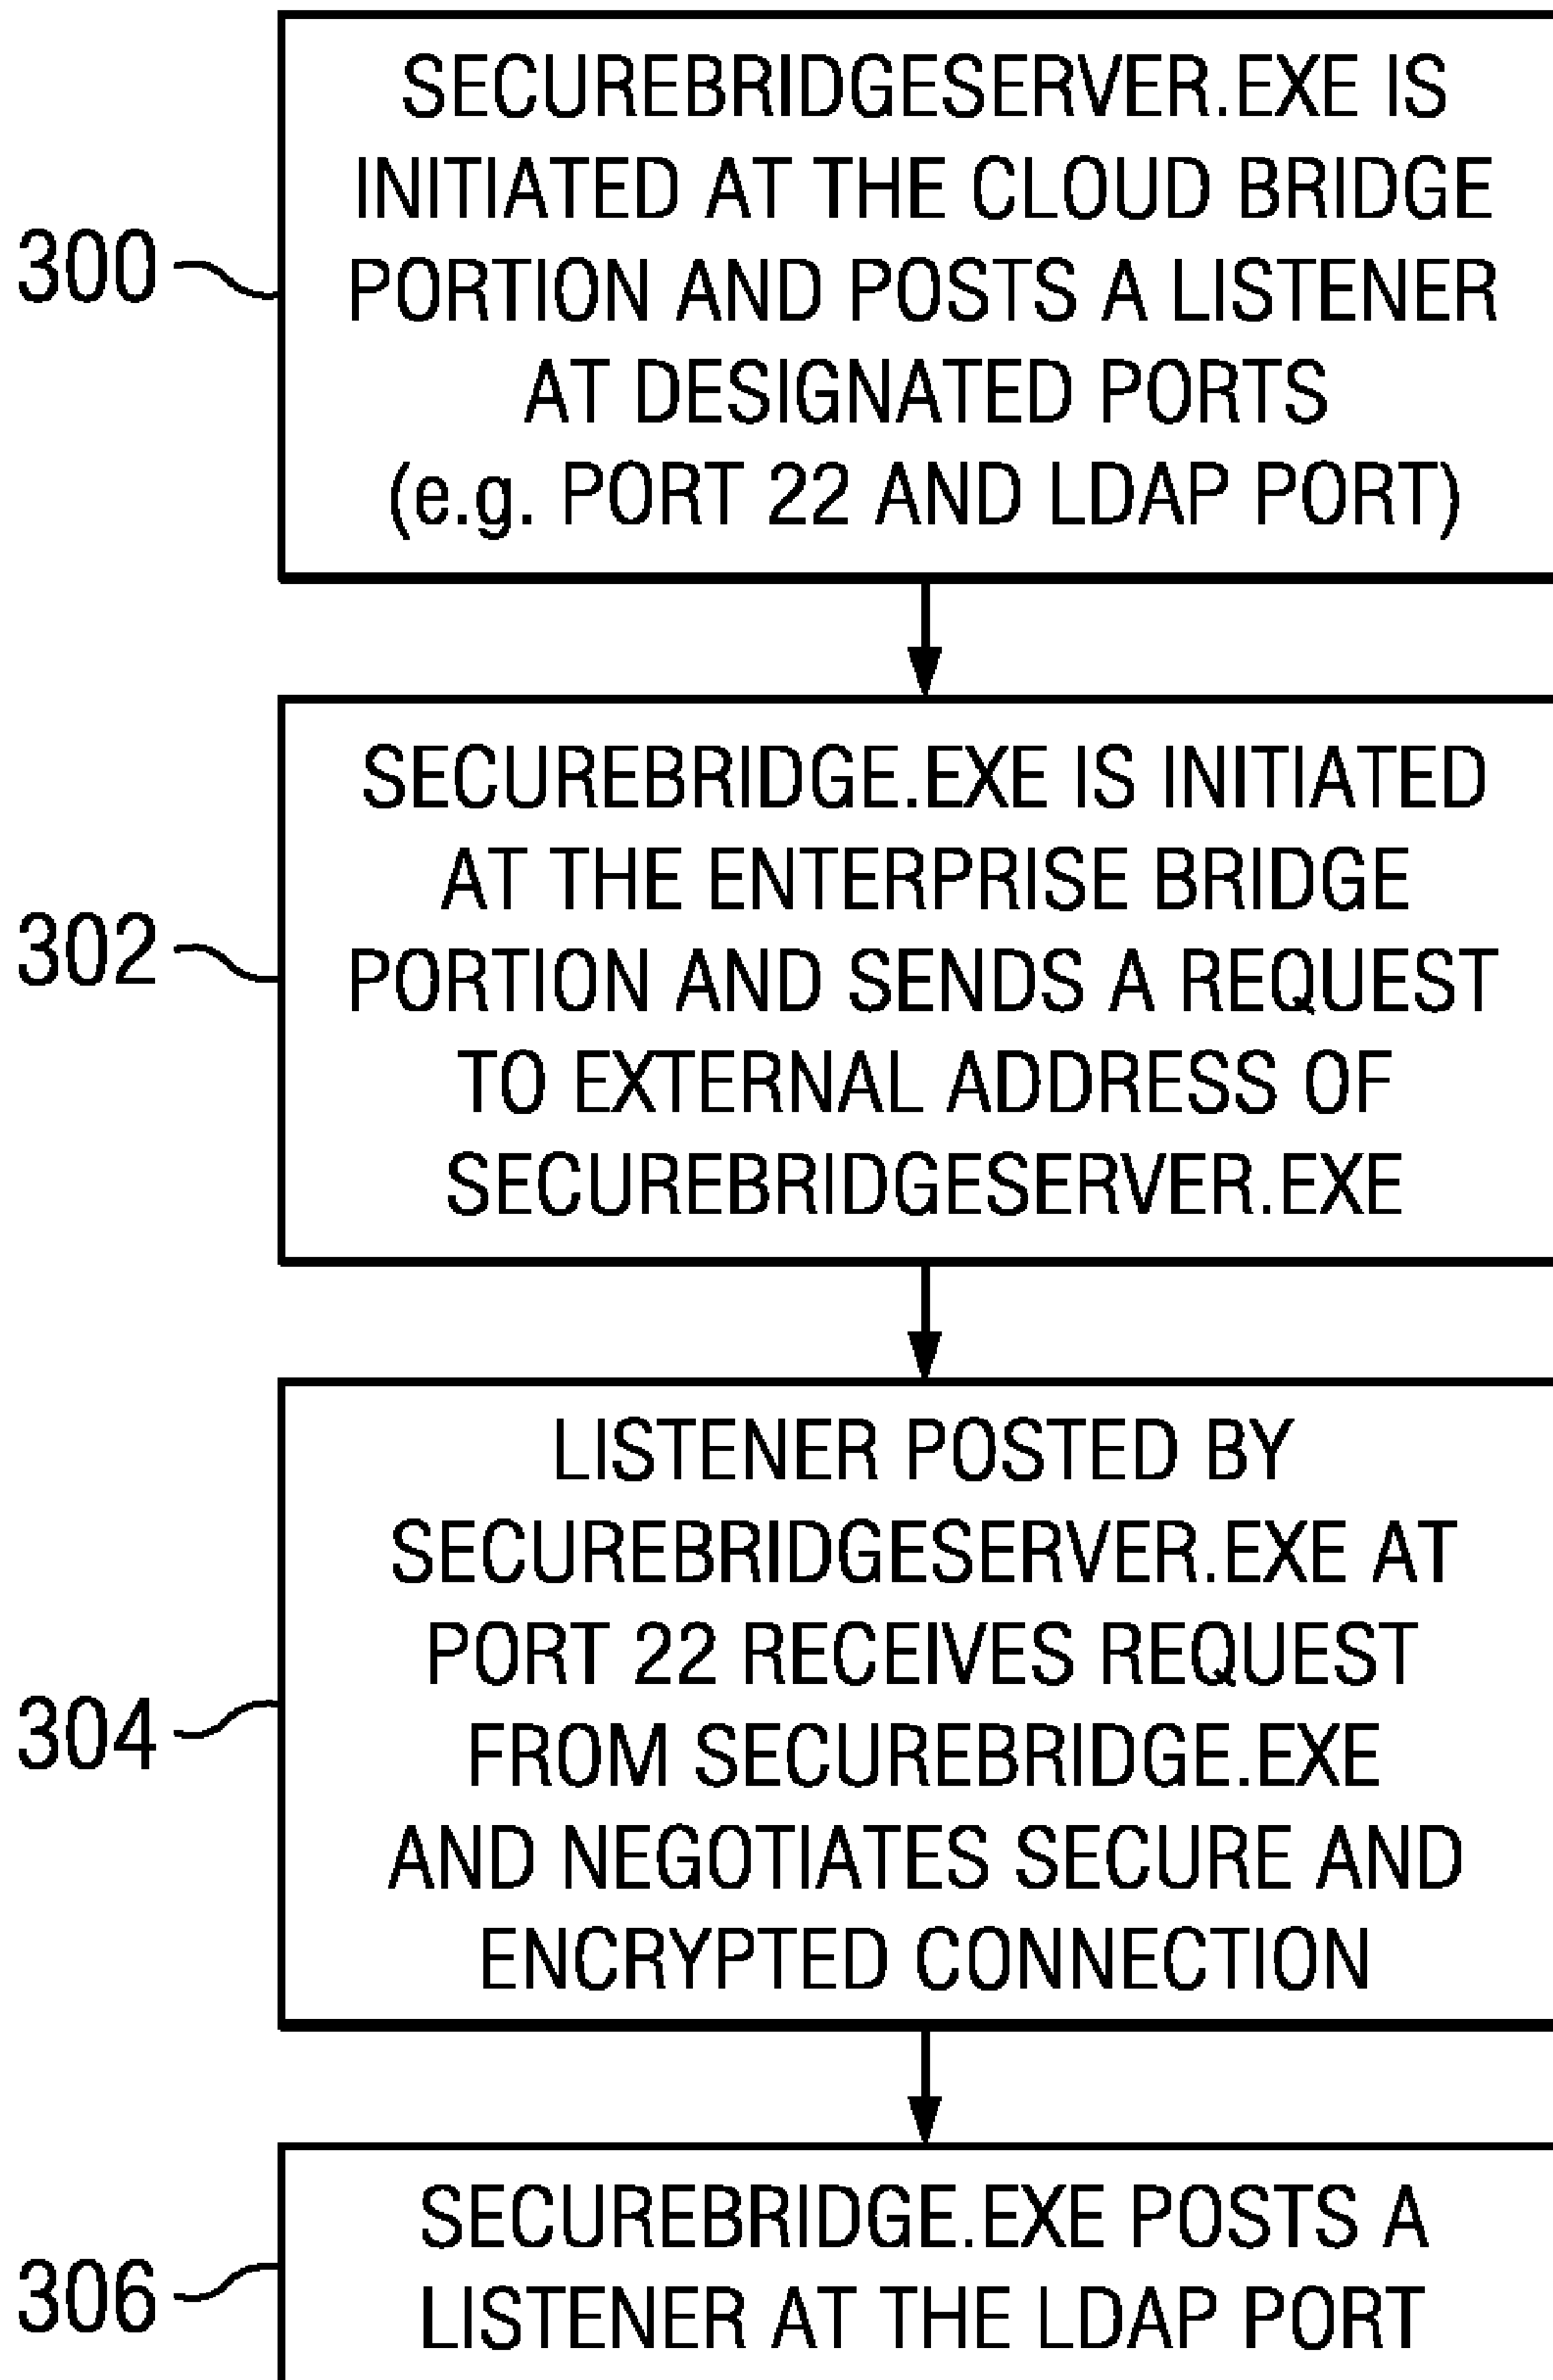 SECUREBRIDGESERVER.EXE IS
INITIATED AT THE CLOUD BRIDGE
300
PORTION AND POSTS A LISTENER
AT DESIGNATED PORTS
(e.g. PORT 22 AND LDAP PORT)
SECUREBRIDGE.EXE IS INITIATED
AT THE ENTERPRISE BRIDGE
302
PORTION AND SENDS A REQUEST
TO EXTERNAL ADDRESS OF
SECUREBRIDGESERVER.EXE
LISTENER POSTED BY
SECUREBRIDGESERVER.EXE AT
PORT 22 RECEIVES REQUEST
304
FROM SECUREBRIDGE.EXE
AND NEGOTIATES SECURE AND
ENCRYPTED CONNECTION
SECUREBRIDGE.EXE POSTS A
306
LISTENER AT THE LDAP PORT